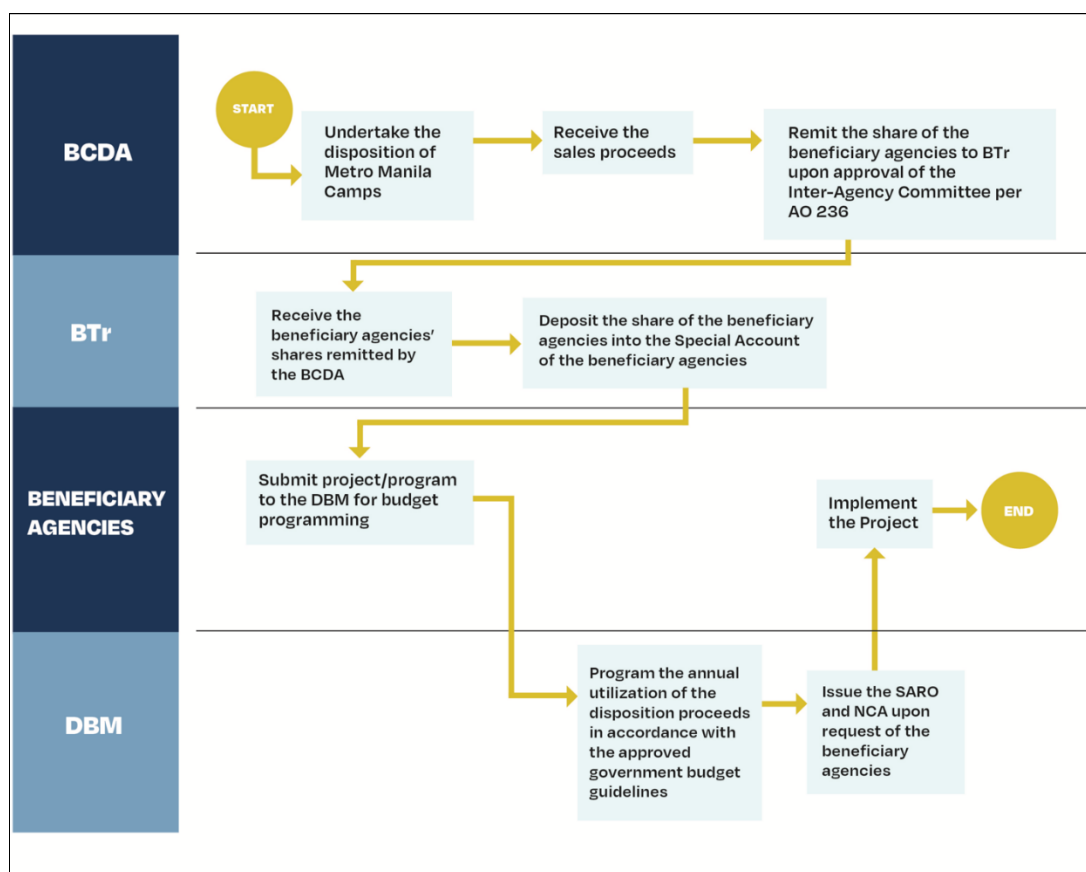 BCDA
START
Undertake the
disposition of
Metro Manila
Camps
Receive the
sales proceeds
Remit the share of the
beneficiary agencies to BTr
upon approval of the
Inter-Agency Committee per
AO 236
BTr
Receive the
beneficiary agencies’
shares remitted by
the BCDA
Deposit the share of the beneficiary
agencies into the Special Account
of the beneficiary agencies
BENEFICIARY
AGENCIES
Submit project/program
to the DBM for budget
programming
Implement
the Project
END
DBM
Program the annual
utilization of the
disposition proceeds
in accordance with
the approved
government budget
guidelines
Issue the SARO
and NCA upon
request of the
beneficiary
agencies